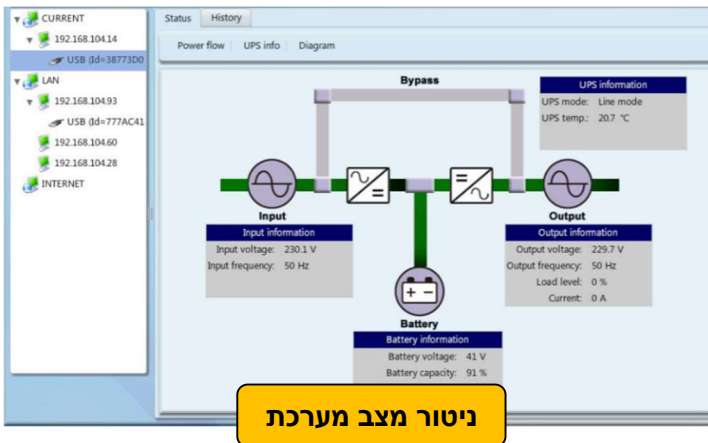 CURRENT
192.168.104.14
USB (Id=38773D0
LAN
192.168.104.93
USB (Id=777AC41
192.168.104.60
192.168.104.28
INTERNET
Status History
Power flow UPS info Diagram
Bypass
UPS information
UPS mode: Line mode
UPS temp.: 20.7 °C
Input
Input information
Input voltage: 230.1 V
Input frequency: 50 Hz
Output
Output information
Output voltage: 229.7 V
Output frequency: 50 Hz
Load level: 0 %
Current: 0 A
Battery
Battery information
Battery voltage: 41 V
Battery capacity: 91 %
ניטור מצב מערכת